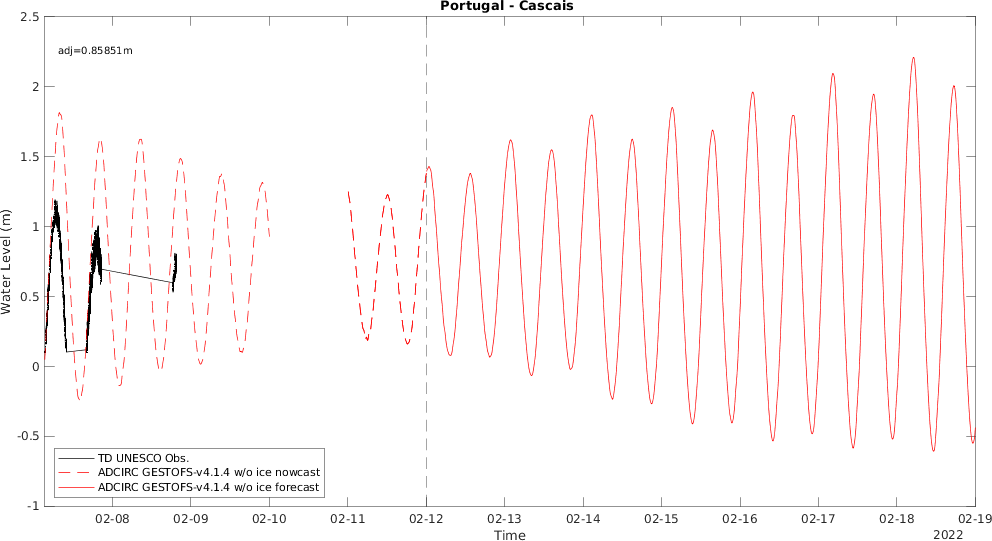 Portugal - Cascais
2.5
adj=0.85851m
2
1.5
1
0.5
0
-0.5
-1
Water Level (m)
TD UNESCO Obs.
ADCIRC GESTOFS-v4.1.4 w/o ice nowcast
ADCIRC GESTOFS-v4.1.4 w/o ice forecast
02-08 02-09 02-10 02-11 02-12 02-13 02-14 02-15 02-16 02-17 02-18 02-19
Time
2022